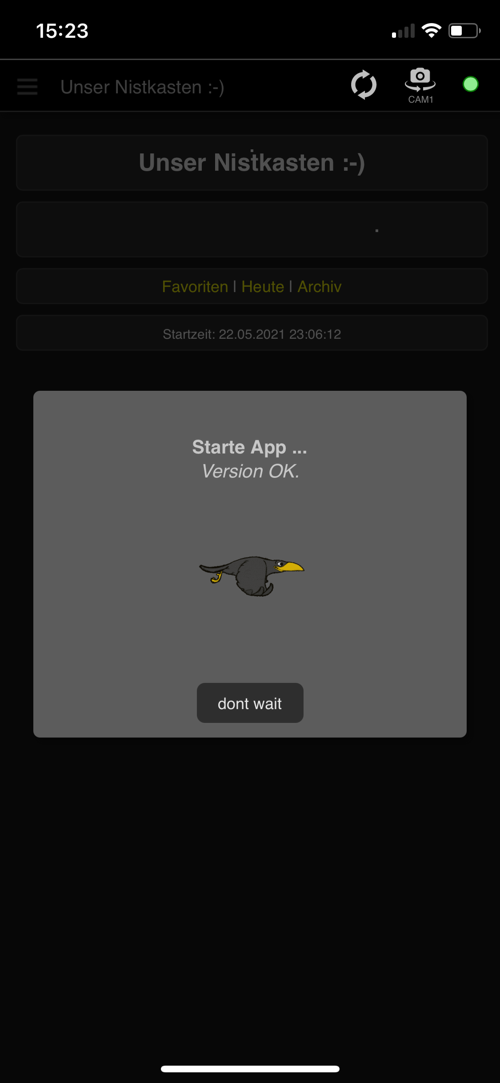 15:23
Unser Nistkasten :-)
CAM1
Unser Nistkasten :-)
Favoriten | Heute | Archiv
Startzeit: 22.05.2021 23:06:12
Starte App ...
Version OK.
dont wait